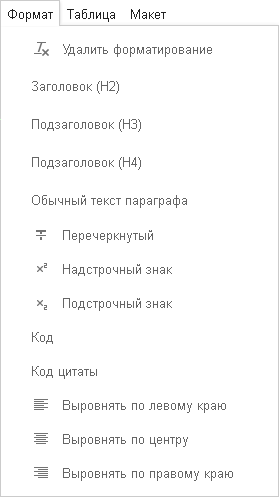 Формат Таблица Макет
Удалить форматирование
Заголовок (H2)
Подзаголовок (H3)
Подзаголовок (H4)
Обычный текст параграфа
Перечеркнутый
Надстрочный знак
Подстрочный знак
Код
Код цитаты
Выровнять по левому краю
Выровнять по центру
Выровнять по правому краю